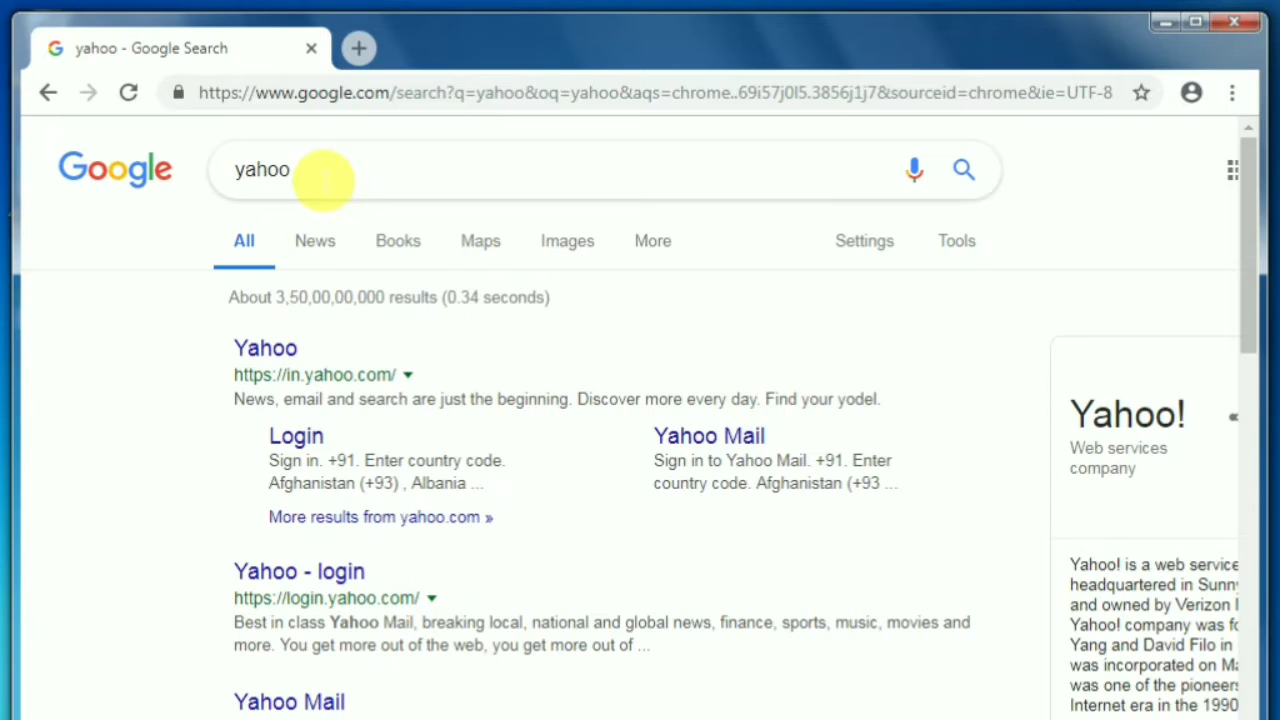 yahoo - Google Search
https://www.google.com/search?q=yahoo&oq=yahoo&aqs=chrome..69i57j0l5.3856j1j7&sourceid=chrome&ie=UTF-8
Google
yahoo
All News Books Maps Images More Settings Tools
About 3,50,00,00,000 results (0.34 seconds)
Yahoo
https://in.yahoo.com/
News, email and search are just the beginning. Discover more every day. Find your yodel.
Login
Sign in. +91. Enter country code.
Afghanistan (+93) , Albania ...
Yahoo Mail
Sign in to Yahoo Mail. +91. Enter
country code. Afghanistan (+93 ...
More results from yahoo.com »
Yahoo - login
https://login.yahoo.com/
Best in class Yahoo Mail, breaking local, national and global news, finance, sports, music, movies and
more. You get more out of the web, you get more out of ...
Yahoo Mail
Yahoo!
Web services
company
Yahoo! is a web service
headquartered in Sunn
and owned by Verizon
Yahoo! company was fo
Yang and David Filo in
was incorporated on Ma
was one of the pioneers
Internet era in the 1990